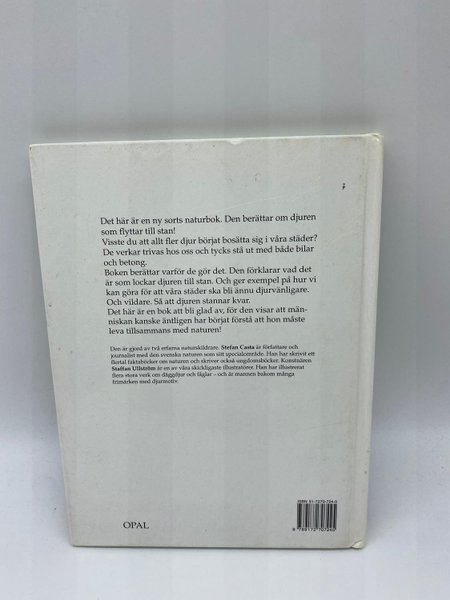 Det här är en ny sorts naturbok. Den berättar om djuren
som flyttar till stan!
Visste du att allt fler djur börjat bosätta sig i våra städer?
De verkar trivas hos oss och tycks stå ut med både bilar
och betong.
Boken berättar varför de gör det. Den förklarar vad det
är som lockar djuren till stan. Och ger exempel på hur vi
kan göra för att våra städer ska bli ännu djurvänligare.
Och vildare. Så att djuren stannar kvar.
Det här är en bok att bli glad av, för den visar att män-
niskan kanske äntligen har börjat förstå att hon måste
leva tillsammans med naturen!
Den är gjord av två erfarna naturskildrare. Stefan Casta är författare och
journalist med den svenska naturen som sitt specialområde. Han har skrivit ett
flertal faktaböcker om naturen och skriver också ungdomsböcker. Konstnären
Staffan Ullström är en av våra skickligaste illustratörer. Han har illustrerat
flera stora verk om däggdjur och fåglar – och är mannen bakom många
frimärken med djurmotiv.
ISBN 91-7270-724-0
9 789172 707240
OPAL